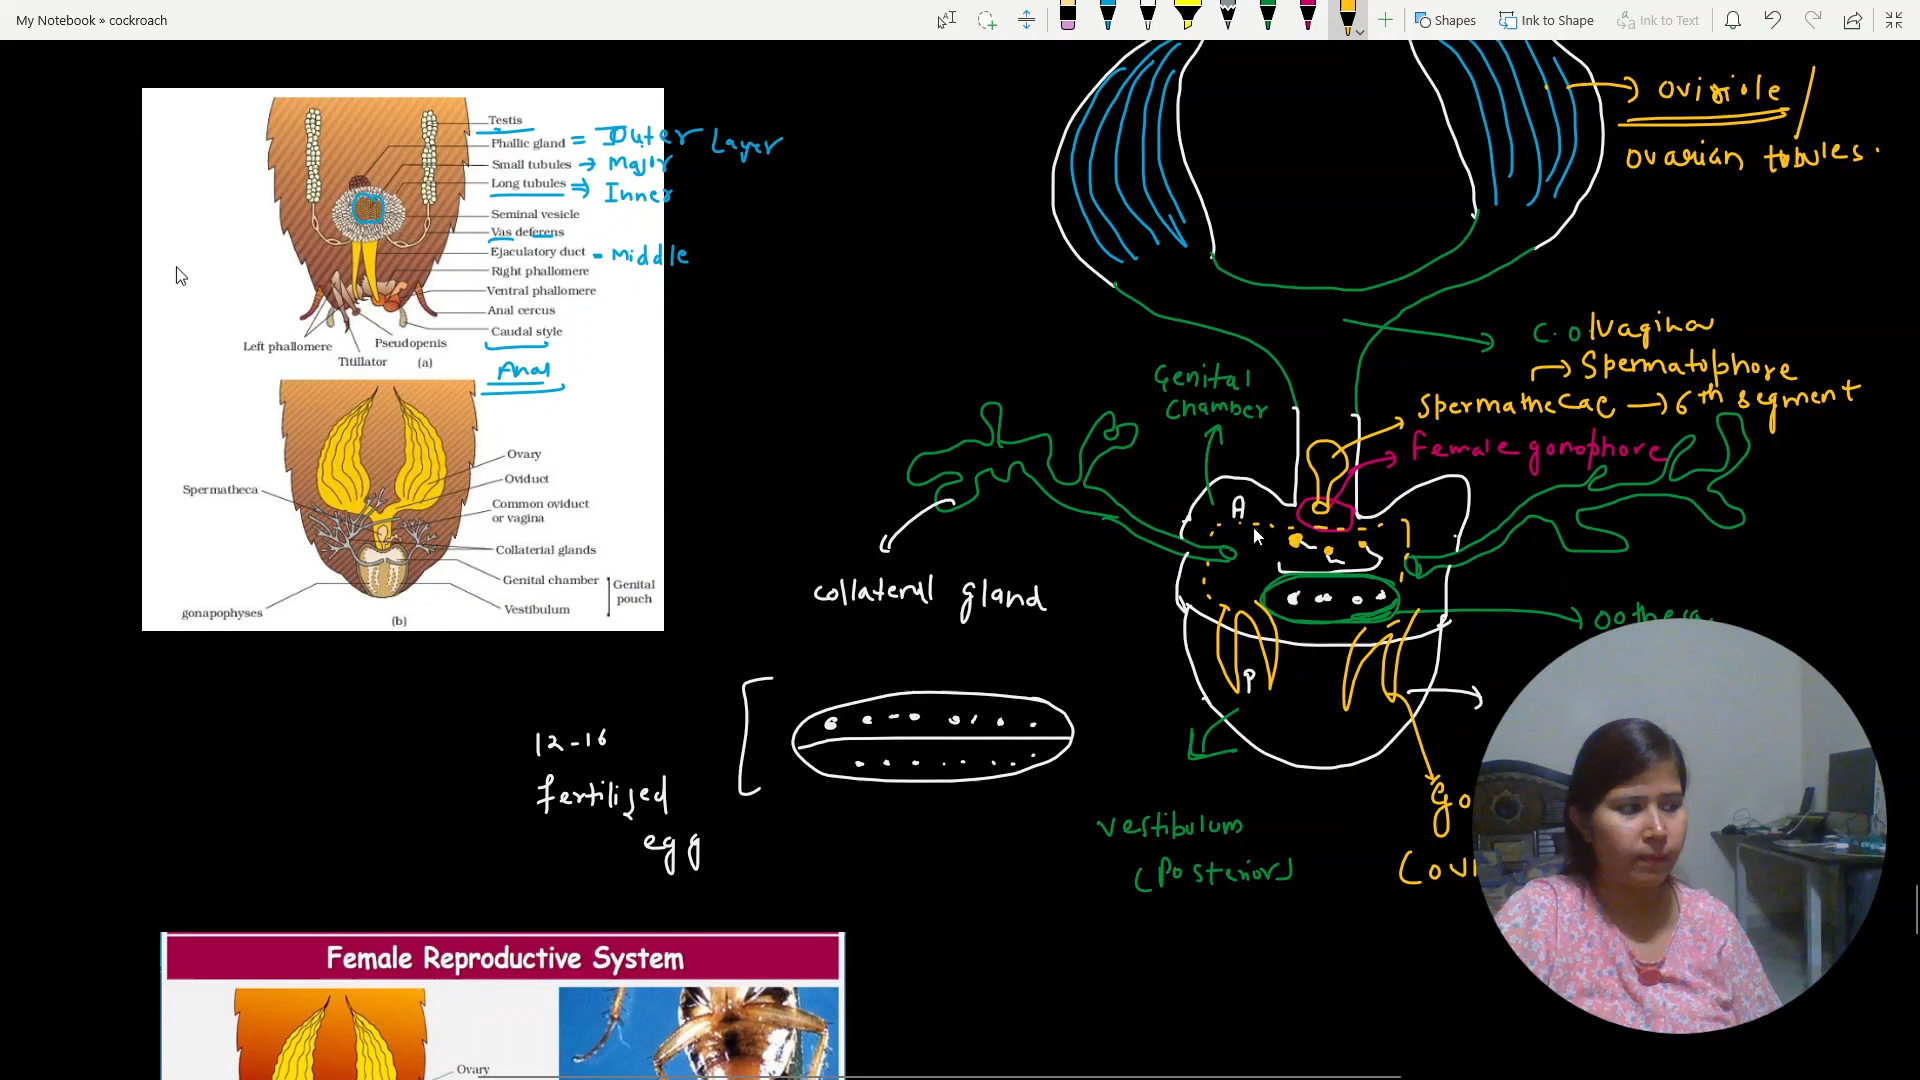 My Notebook » cockroach
Shapes
Ink to Shape
Ink to Text
Testis
Phallic gland = Outer Layer
Small tubules → Major
Long tubules ⇒ Inner
Seminal vesicle
Vas deferens
Ejaculatory duct - Middle
Right phallomere
Ventral phallomere
Anal cercus
Caudal style
Left phallomere
Pseudopenis
Titillator
(a)
Anal
Ovary
Spermatheca
Oviduct
Common oviduct
or vagina
Collaterial glands
Genital chamber
Genital
pouch
gonapophyses
Vestibulum
(b)
ovarian tubules.
C.O/vagina
Spermatophore
Spermathecae → 6th segment
Female gonophore
Genital
Chamber
A
collateral gland
Ootheca
P
12-16
fertilized
egg
vestibulum
(Posterior)
go
(ovi
Female Reproductive System
Ovary